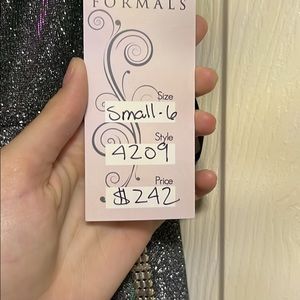 FORMALS
Size
Small-6
Style
4209
Price
$242